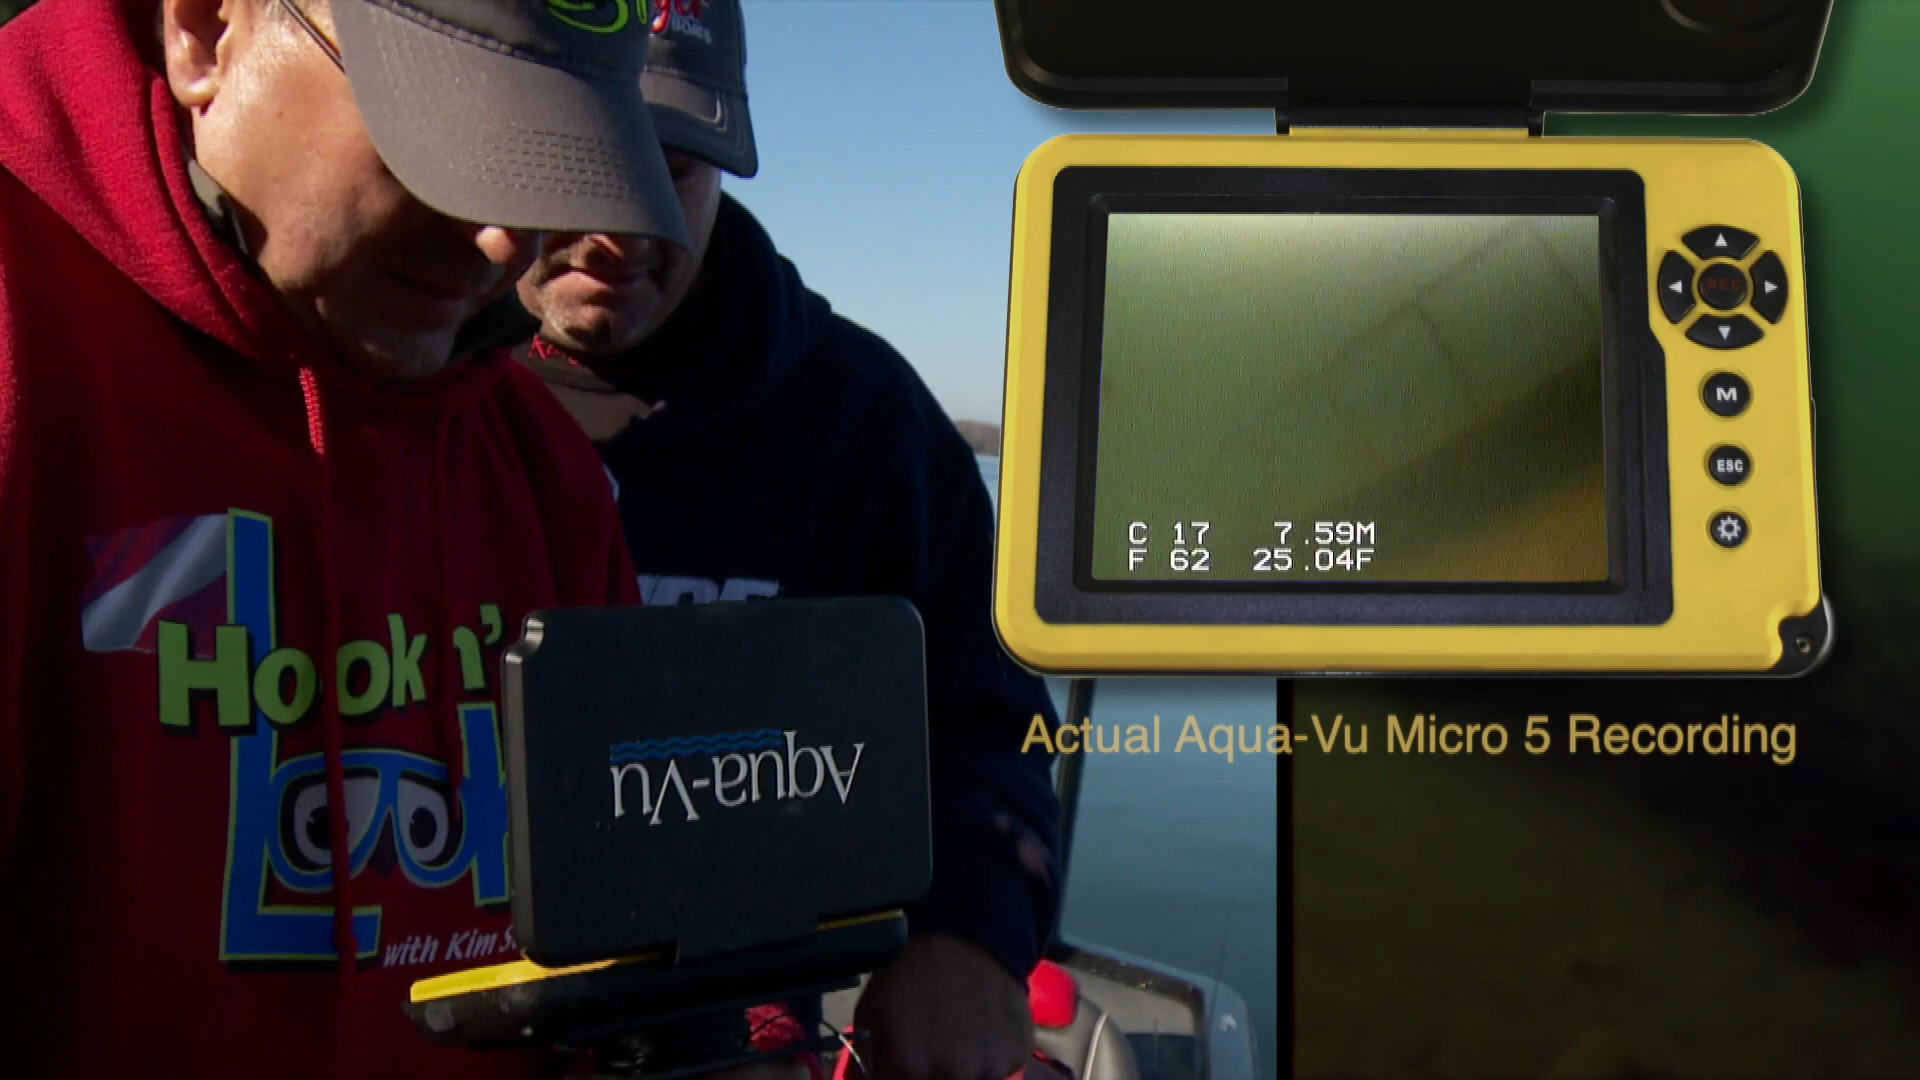 BOATS
REC
M
ESC
C 17 7.59M
F 62 25.04F
Actual Aqua-Vu Micro 5 Recording
Hook n'
Look
with Kim
Aqua-Vu